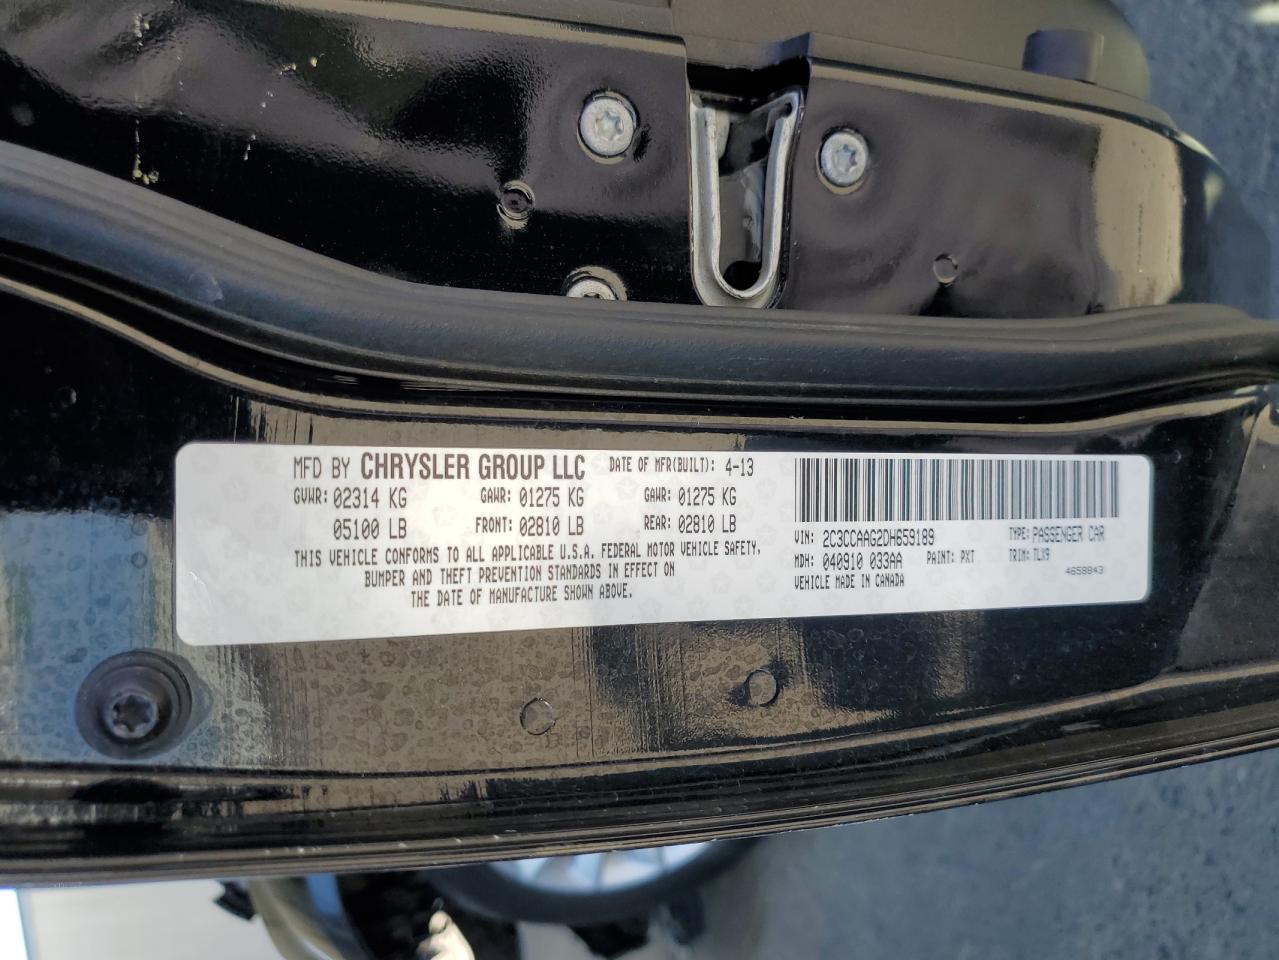 MFD BY CHRYSLER GROUP LLC DATE OF MFR(BUILT): 4-13
GVWR: 02314 KG GAWR: 01275 KG GAWR: 01275 KG
05100 LB FRONT: 02810 LB REAR: 02810 LB
THIS VEHICLE CONFORMS TO ALL APPLICABLE U.S.A. FEDERAL MOTOR VEHICLE SAFETY,
BUMPER AND THEFT PREVENTION STANDARDS IN EFFECT ON
THE DATE OF MANUFACTURE SHOWN ABOVE.
VIN: 2C3CCAAG2DH659189 TYPE: PASSENGER CAR
MDH: 040910 033AA PAINT: PXT TRIM: TLX9
VEHICLE MADE IN CANADA 4658843